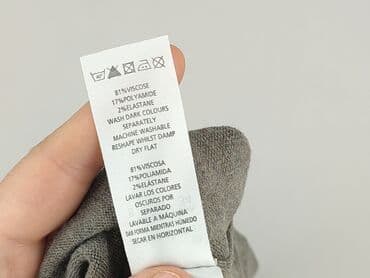 81%VISCOSE
17%POLYAMIDE
2%ELASTANE
WASH DARK COLOURS
SEPARATELY
MACHINE WASHABLE
RESHAPE WHILST DAMP
DRY FLAT
81%VISCOSA
17%POLIAMIDA
2%ELÁSTANE
LAVAR LOS COLORES
OSCUROS POR
SEPARADO
LAVABLE A MÁQUINA
DAR FORMA MIENTRAS HÚMEDO
SECAR EN HORIZONTAL